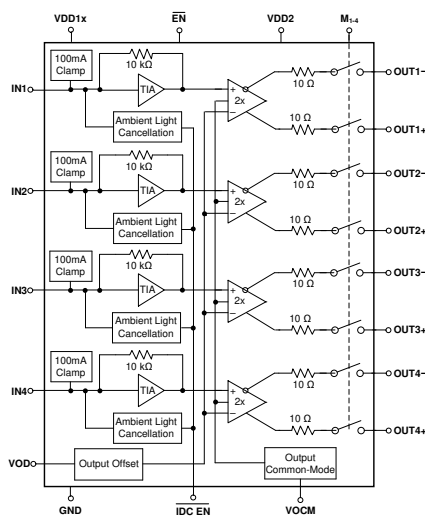 VDD1x EN VDD2 M1-4
100mA
Clamp
10 kΩ
IN1
TIA
+
2x
−
10 Ω
OUT1−
Ambient Light
Cancellation
10 Ω
OUT1+
100mA
Clamp
10 kΩ
IN2
TIA
+
2x
−
10 Ω
OUT2−
Ambient Light
Cancellation
10 Ω
OUT2+
100mA
Clamp
10 kΩ
IN3
TIA
+
2x
−
10 Ω
OUT3−
Ambient Light
Cancellation
10 Ω
OUT3+
100mA
Clamp
10 kΩ
IN4
TIA
+
2x
−
10 Ω
OUT4−
Ambient Light
Cancellation
10 Ω
OUT4+
VOD
Output Offset
Output
Common-Mode
GND IDC EN VOCM